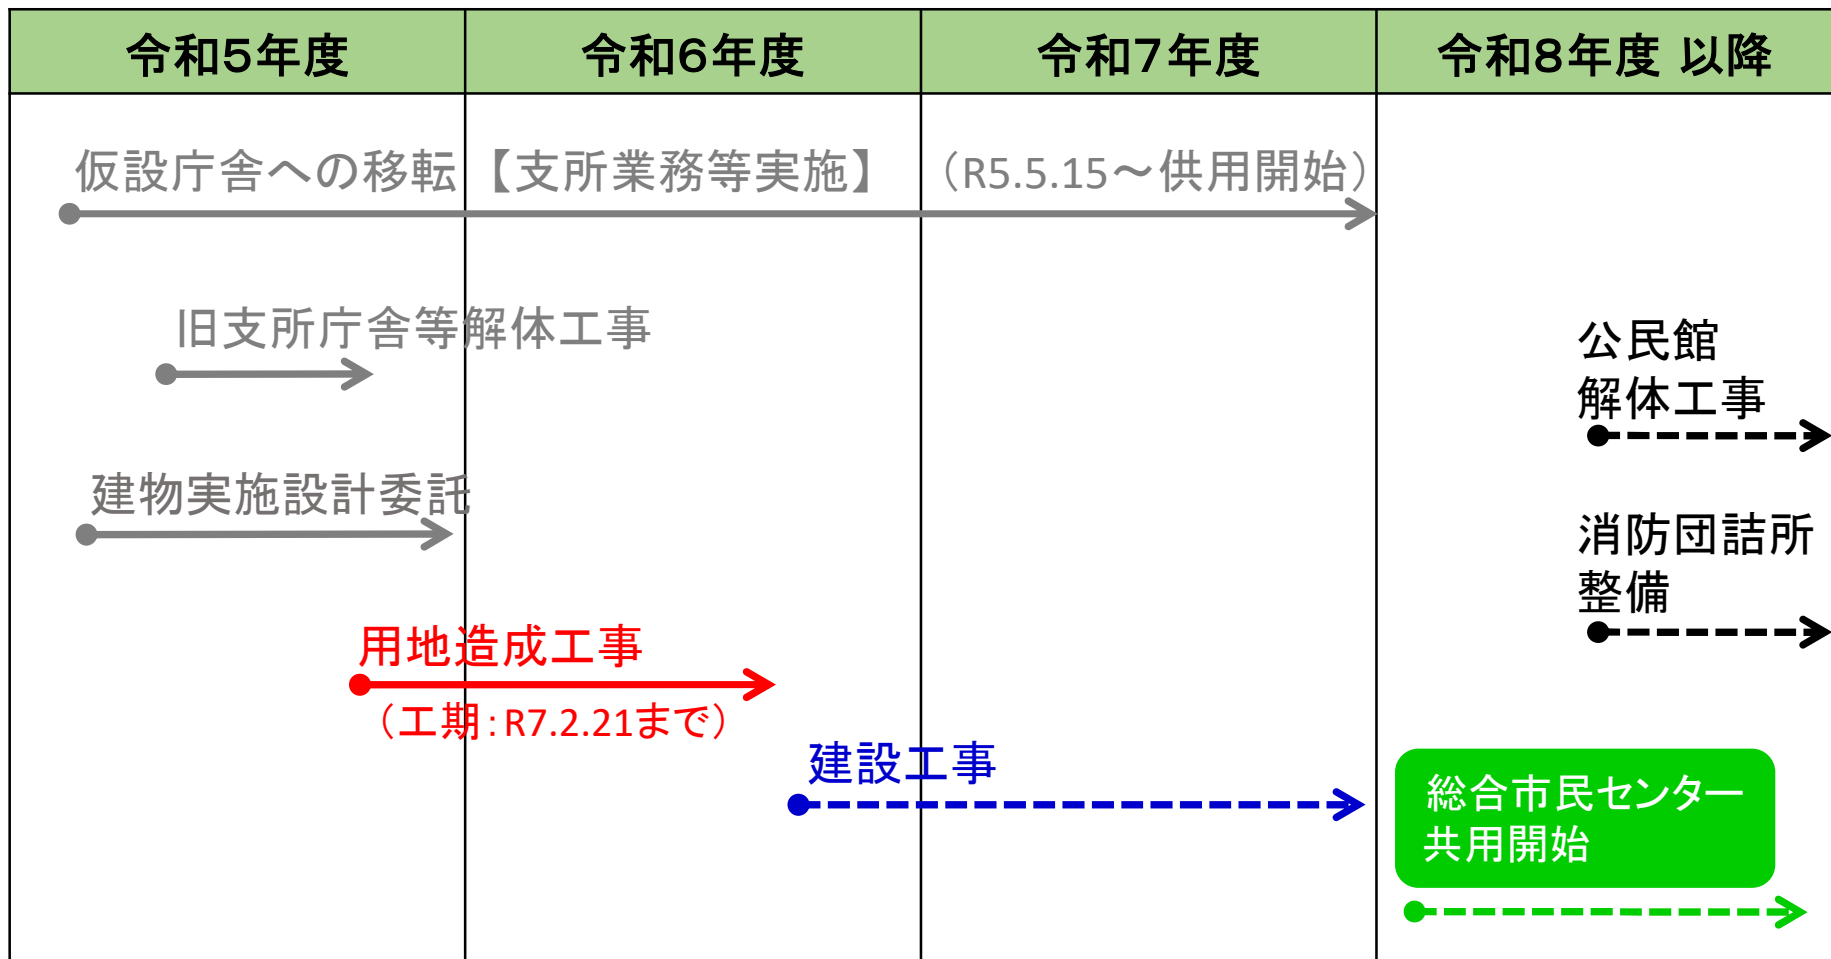 令和5年度
令和6年度
令和7年度
令和8年度 以降
仮設庁舎への移転 【支所業務等実施】 （R5.5.15～供用開始）
旧支所庁舎等解体工事
公民館
解体工事
建物実施設計委託
消防団詰所
整備
用地造成工事
（工期：R7.2.21まで）
建設工事
総合市民センター
共用開始